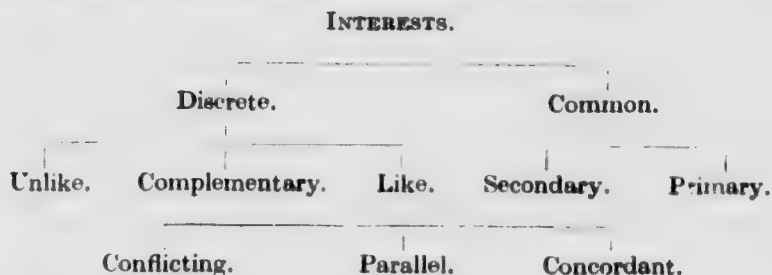 INTERESTS.
Discrete. Common.
Unlike. Complementary. Like. Secondary. Primary.
Conflicting. Parallel. Concordant.